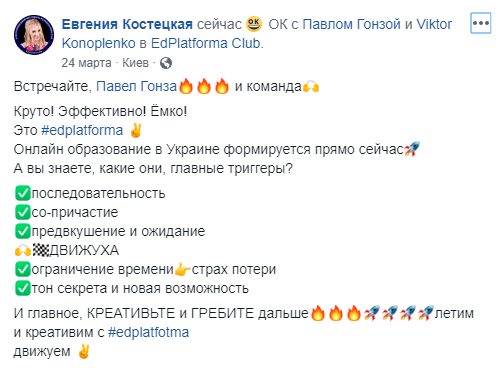 Евгения Костецкая сейчас 🆗 ОК с Павлом Гонзой и Viktor
Konoplenko в EdPlatforma Club.
24 марта · Киев ·
Встречайте, Павел Гонза🔥🔥🔥 и команда🙌
Круто! Эффективно! Ёмко!
Это #edplatforma ✌
Онлайн образование в Украине формируется прямо сейчас🚀
А вы знаете, какие они, главные триггеры?
✅последовательность
✅со-причастие
✅предвкушение и ожидание
🙌🏁ДВИЖУХА
✅ограничение времени👉страх потери
✅тон секрета и новая возможность
И главное, КРЕАТИВЬТЕ и ГРЕБИТЕ дальше🔥🔥🔥🚀🚀🚀🚀летим
и креативим с #edplatfotma
движуем ✌